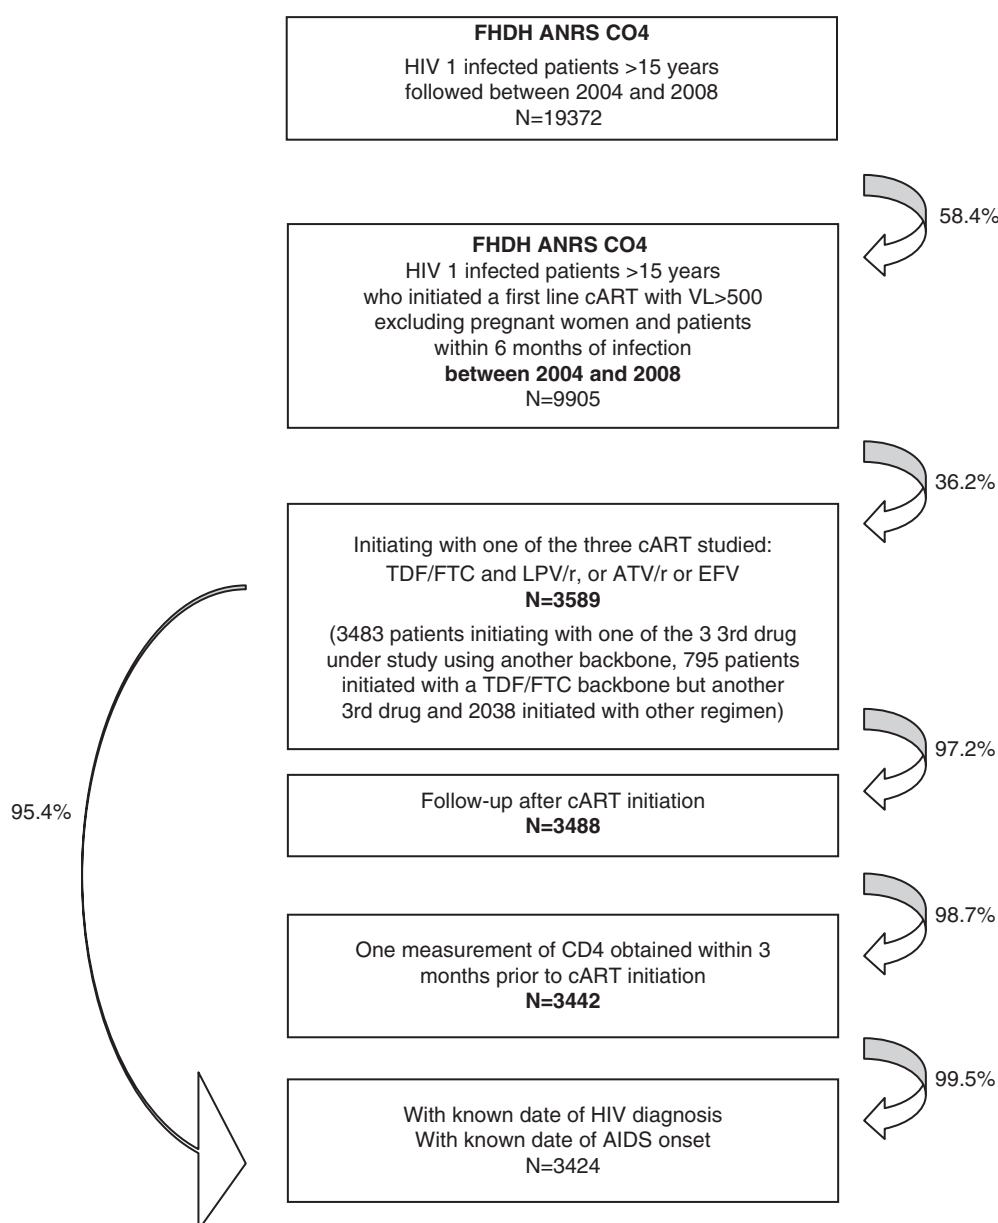 FHDH ANRS CO4
HIV 1 infected patients >15 years
followed between 2004 and 2008
N=19372
58.4%
FHDH ANRS CO4
HIV 1 infected patients >15 years
who initiated a first line cART with VL>500
excluding pregnant women and patients
within 6 months of infection
between 2004 and 2008
N=9905
36.2%
Initiating with one of the three cART studied:
TDF/FTC and LPV/r, or ATV/r or EFV
N=3589
(3483 patients initiating with one of the 3 3rd drug
under study using another backbone, 795 patients
initiated with a TDF/FTC backbone but another
3rd drug and 2038 initiated with other regimen)
97.2%
95.4%
Follow-up after cART initiation
N=3488
98.7%
One measurement of CD4 obtained within 3
months prior to cART initiation
N=3442
99.5%
With known date of HIV diagnosis
With known date of AIDS onset
N=3424